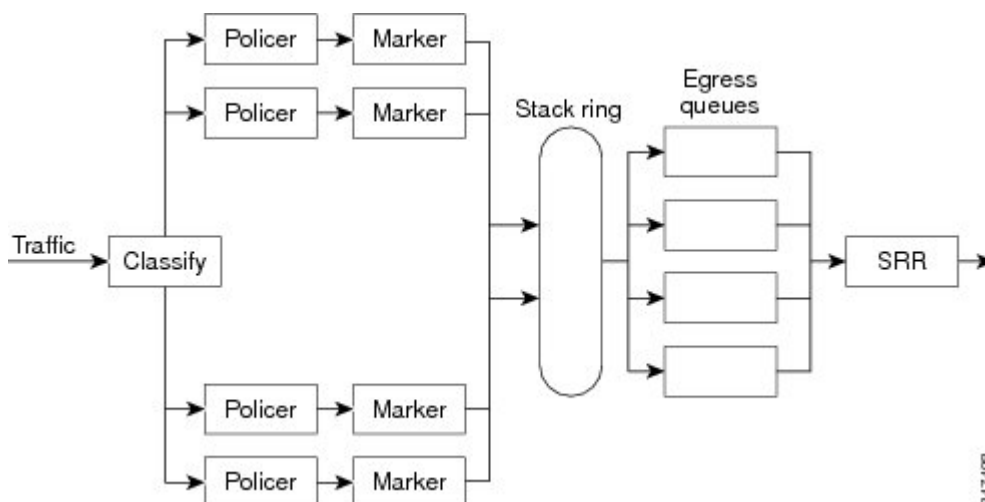 Policer
Marker
Policer
Marker
Egress
queues
Stack ring
Traffic
Classify
SRR
Policer
Marker
Policer
Marker